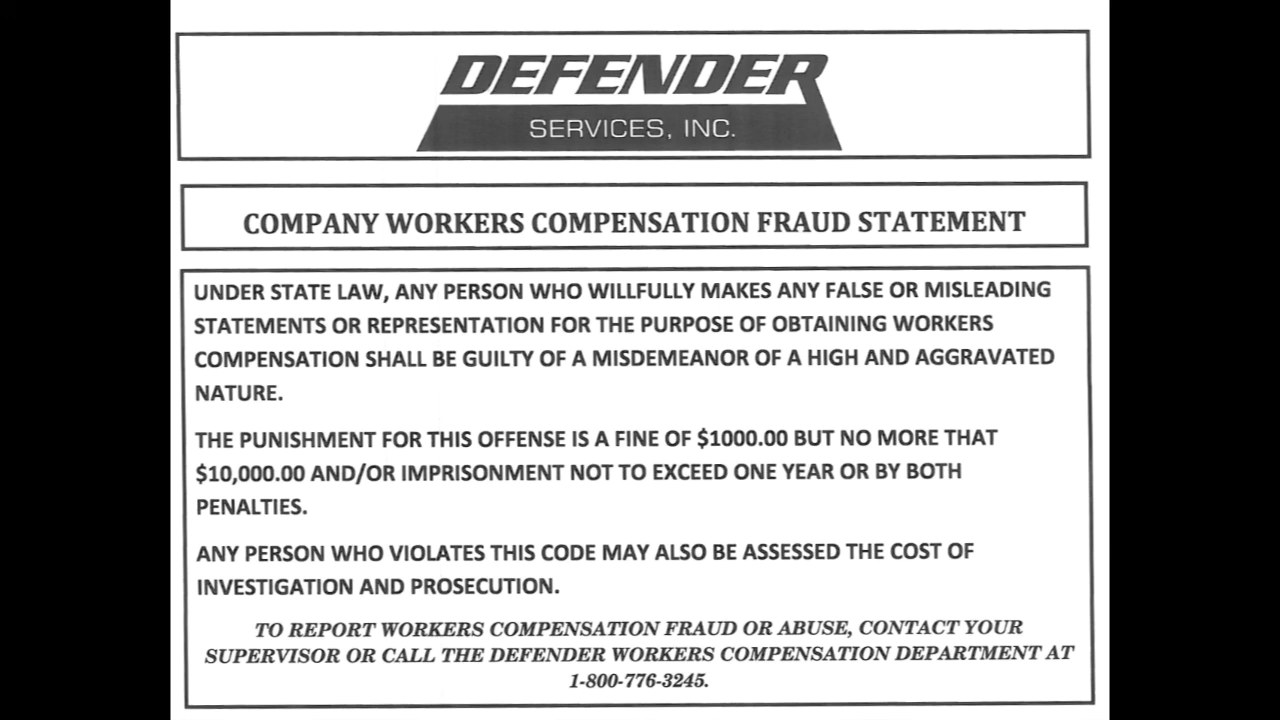 DEFENDER
SERVICES, INC.
COMPANY WORKERS COMPENSATION FRAUD STATEMENT
UNDER STATE LAW, ANY PERSON WHO WILLFULLY MAKES ANY FALSE OR MISLEADING
STATEMENTS OR REPRESENTATION FOR THE PURPOSE OF OBTAINING WORKERS
COMPENSATION SHALL BE GUILTY OF A MISDEMEANOR OF A HIGH AND AGGRAVATED
NATURE.
THE PUNISHMENT FOR THIS OFFENSE IS A FINE OF $1000.00 BUT NO MORE THAT
$10,000.00 AND/OR IMPRISONMENT NOT TO EXCEED ONE YEAR OR BY BOTH
PENALTIES.
ANY PERSON WHO VIOLATES THIS CODE MAY ALSO BE ASSESSED THE COST OF
INVESTIGATION AND PROSECUTION.
TO REPORT WORKERS COMPENSATION FRAUD OR ABUSE, CONTACT YOUR
SUPERVISOR OR CALL THE DEFENDER WORKERS COMPENSATION DEPARTMENT AT
1-800-776-3245.